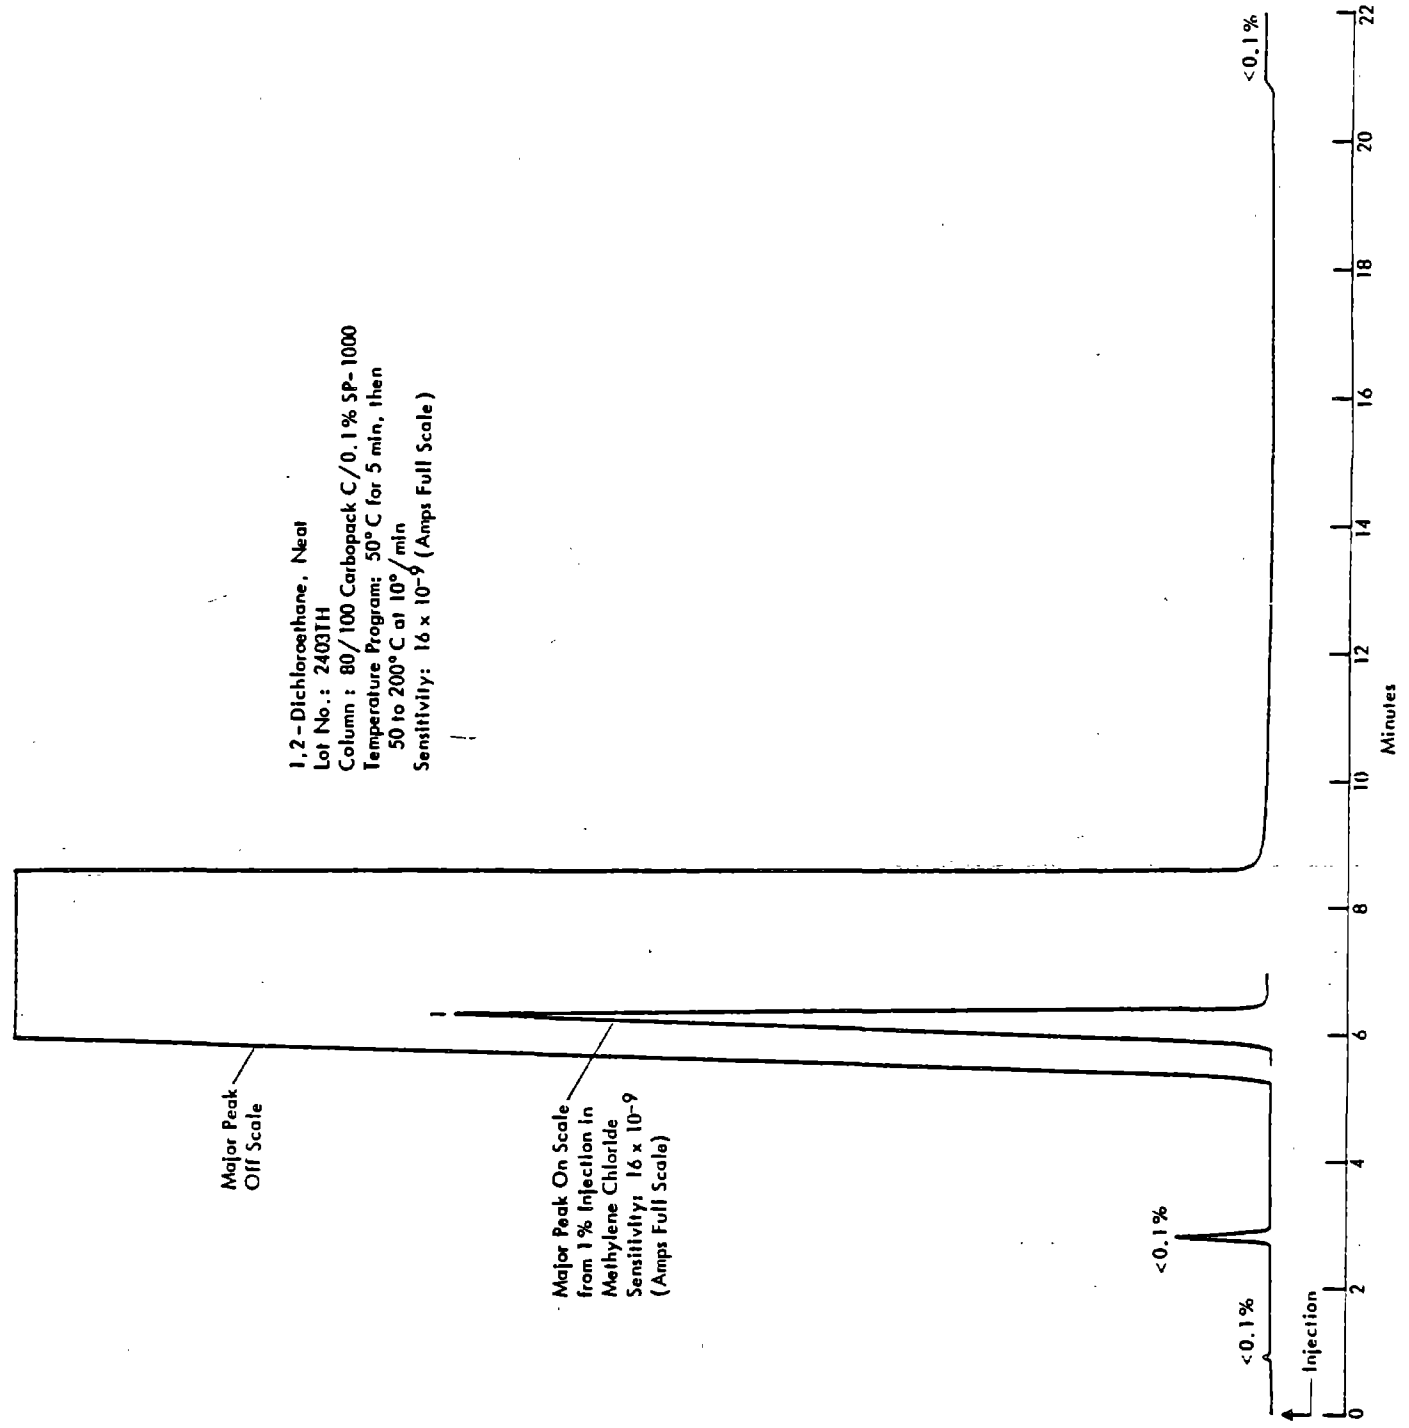 1,2-Dichloroethane, Neat
Lot No.: 2403TH
Column : 80/100 Carbopack C/0.1% SP-1000
Temperature Program: 50°C for 5 min, then
50 to 200°C at 10°/min
Sensitivity: 16 x 10-9 (Amps Full Scale)
Major Peak
Off Scale
Major Peak On Scale
from 1% Injection in
Methylene Chloride
Sensitivity: 16 x 10-9
(Amps Full Scale)
<0.1%
<0.1%
<0.1%
Injection
0
2
4
6
8
10
12
14
16
18
20
22
Minutes